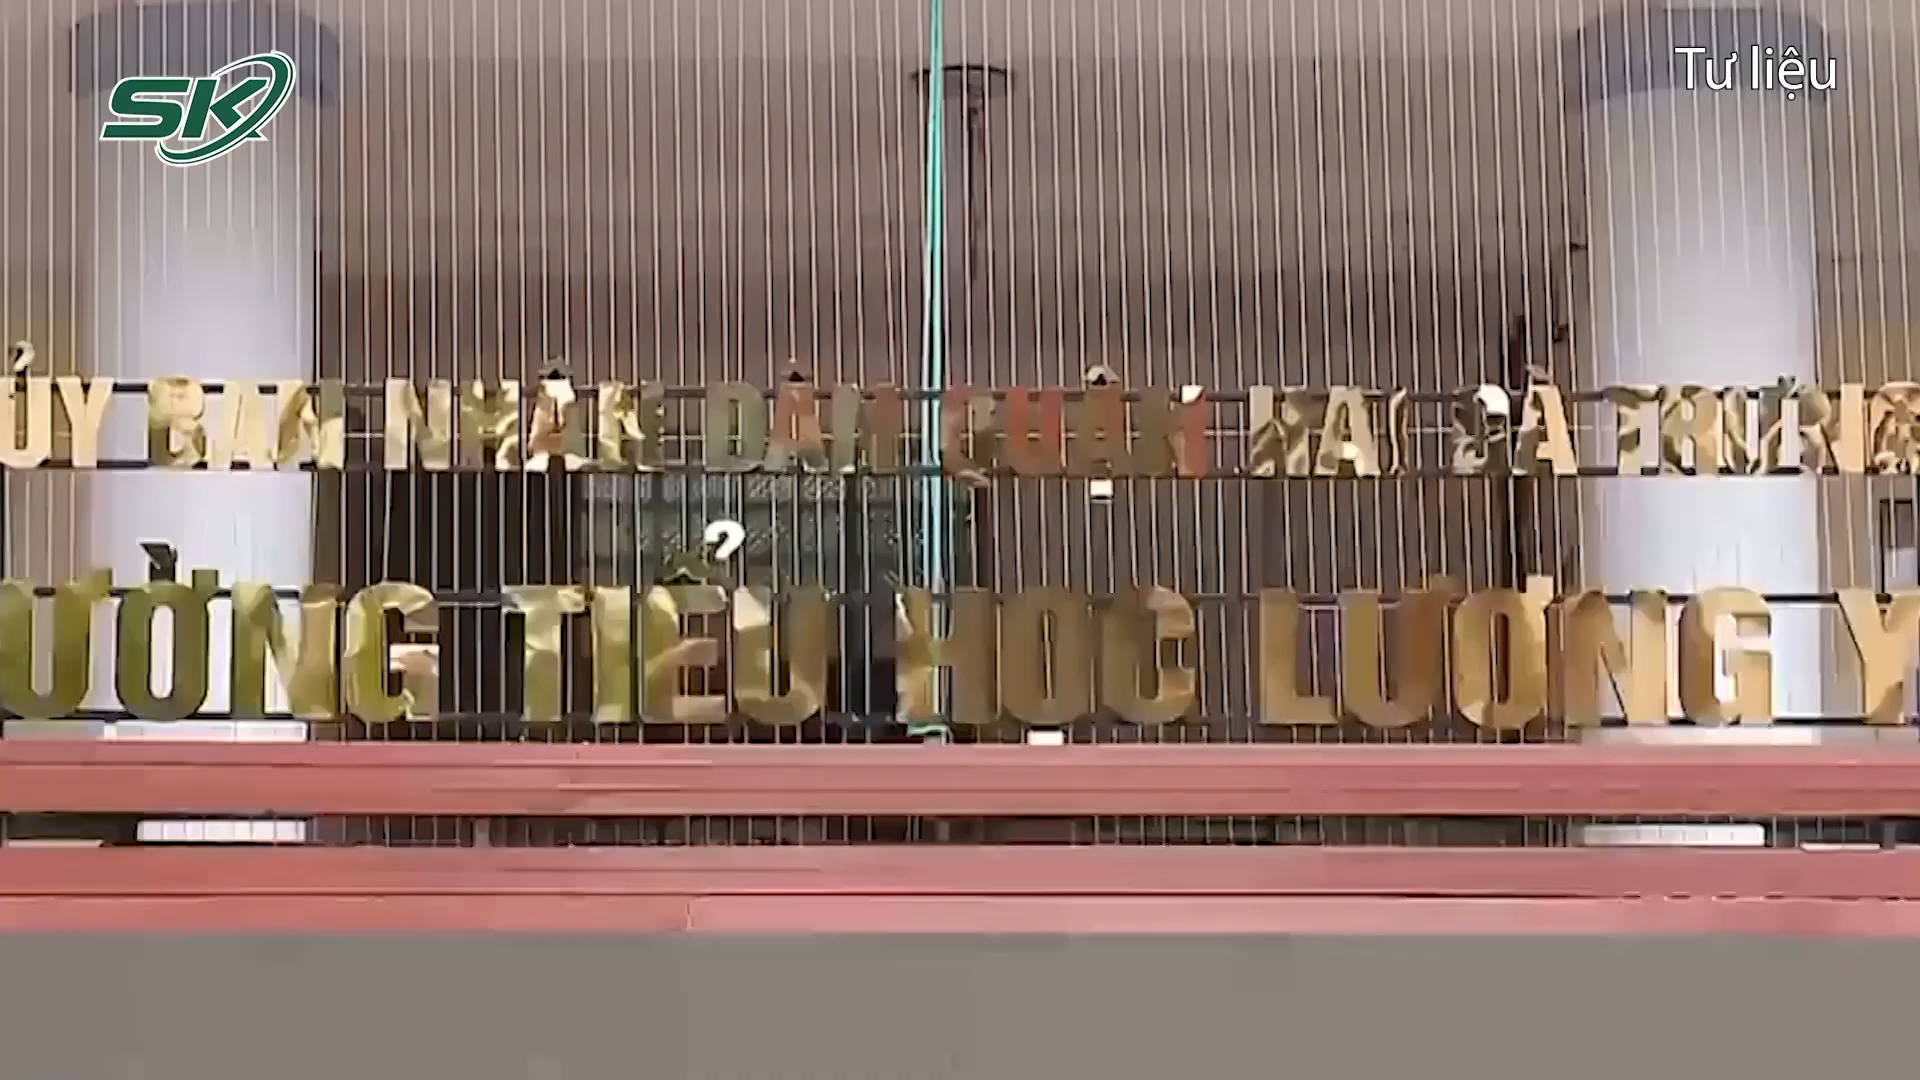 SK
Tư liệu
ỦY BAN NHÂN DÂN QUẬN HAI BÀ TRƯNG
ƯỜNG TIỂU HỌC LƯƠNG Y